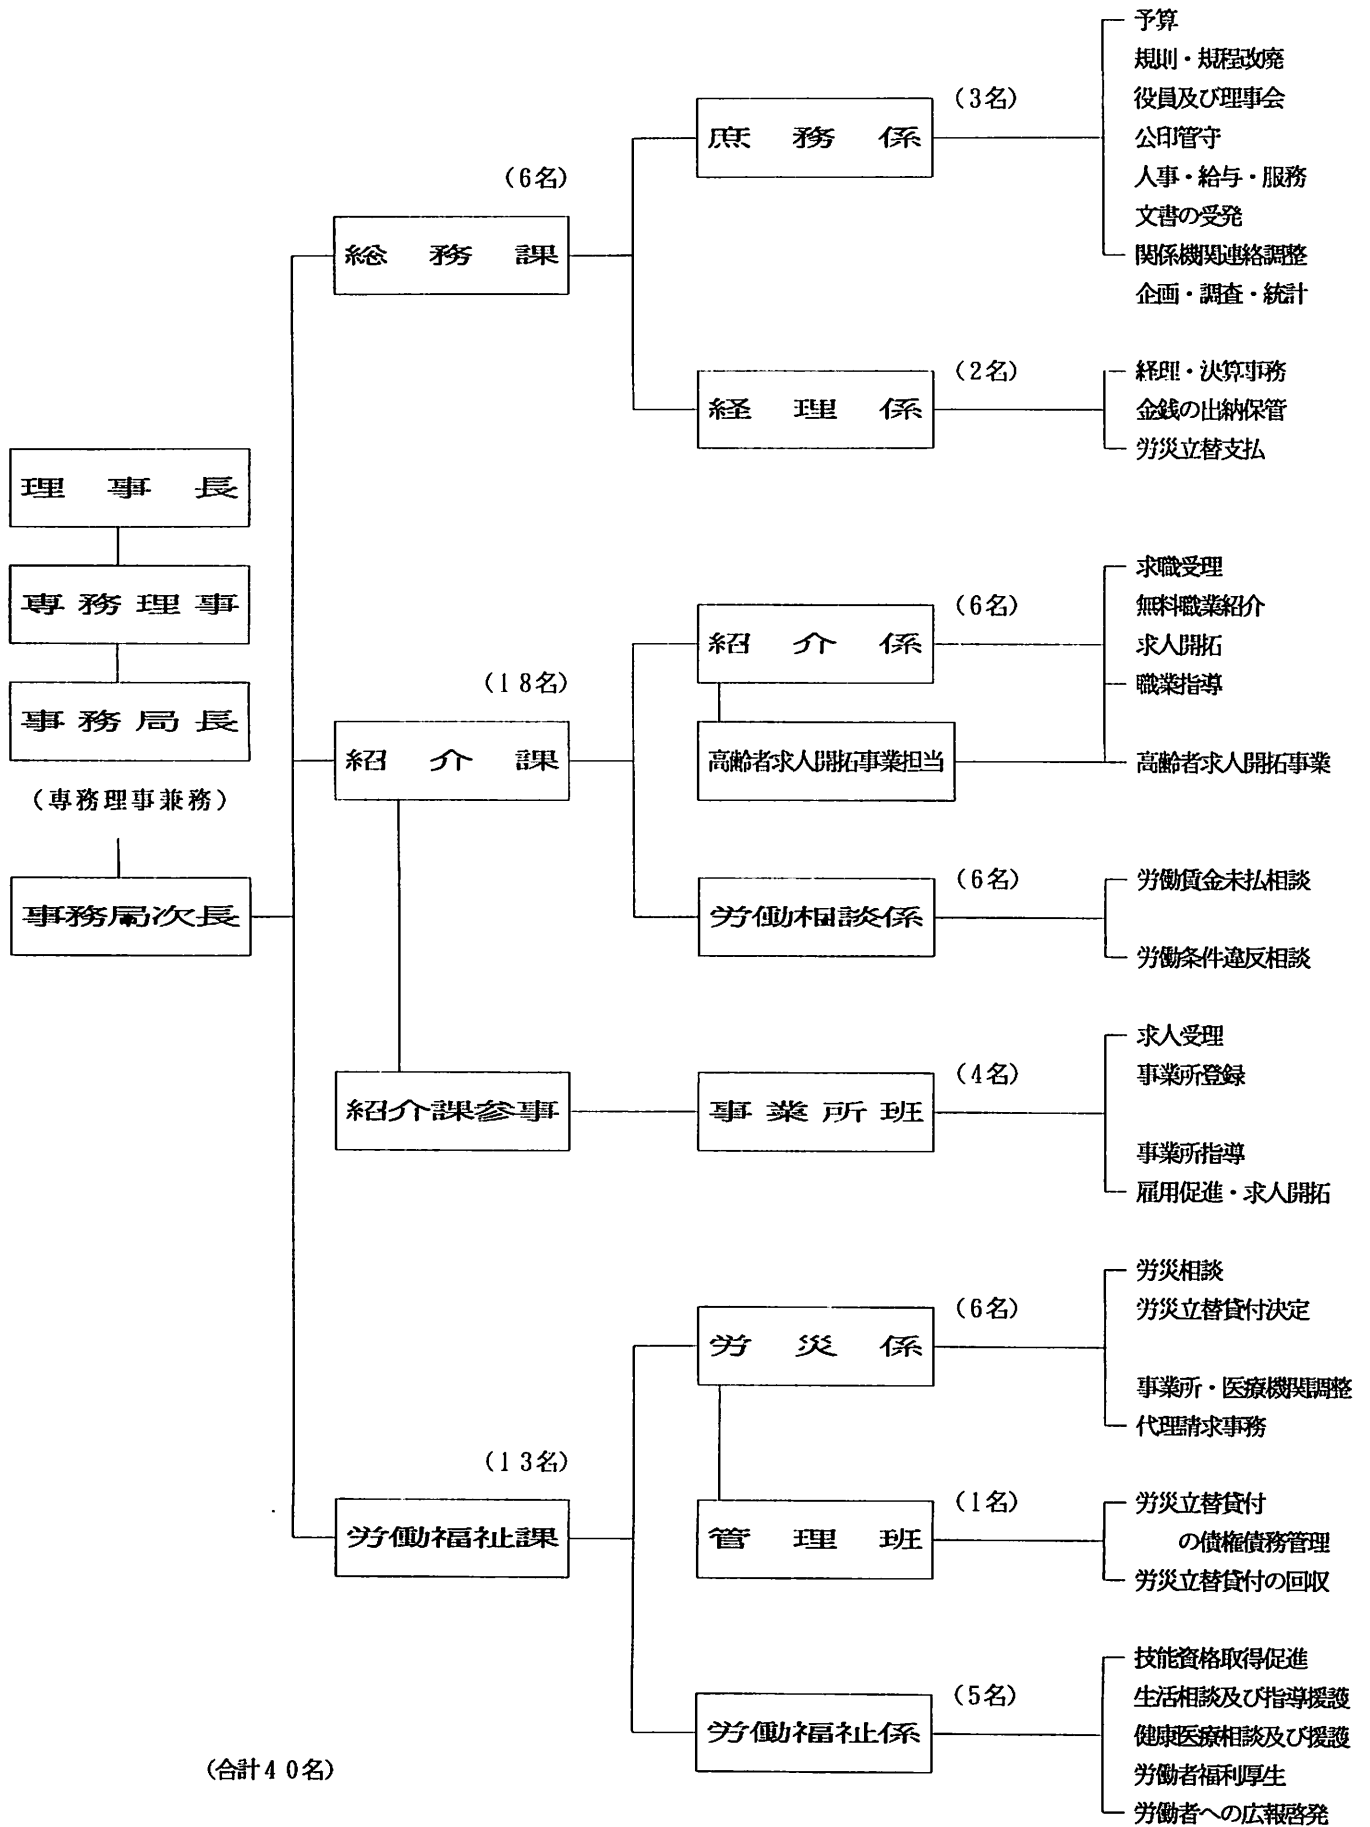 理事長
専務理事
事務局長
(専務理事兼務)
事務局次長
(6名)
総務課
(3名)
庶務係
予算
規則・規程改廃
役員及び理事会
公印管守
人事・給与・服務
文書の受発
関係機関連絡調整
企画・調査・統計
(2名)
経理係
経理・決算事務
金銭の出納保管
労災立替支払
(18名)
紹介課
(6名)
紹介係
求職受理
無料職業紹介
求人開拓
職業指導
高齢者求人開拓事業担当
高齢者求人開拓事業
(6名)
労働相談係
労働賃金未払相談
労働条件違反相談
紹介課参事
(4名)
事業所班
求人受理
事業所登録
事業所指導
雇用促進・求人開拓
(13名)
労働福祉課
(6名)
労災係
労災相談
労災立替貸付決定
事業所・医療機関調整
代理請求事務
(1名)
管理班
労災立替貸付
の債権債務管理
労災立替貸付の回収
(5名)
労働福祉係
技能資格取得促進
生活相談及び指導援護
健康医療相談及び援護
労働者福利厚生
労働者への広報啓発
(合計40名)